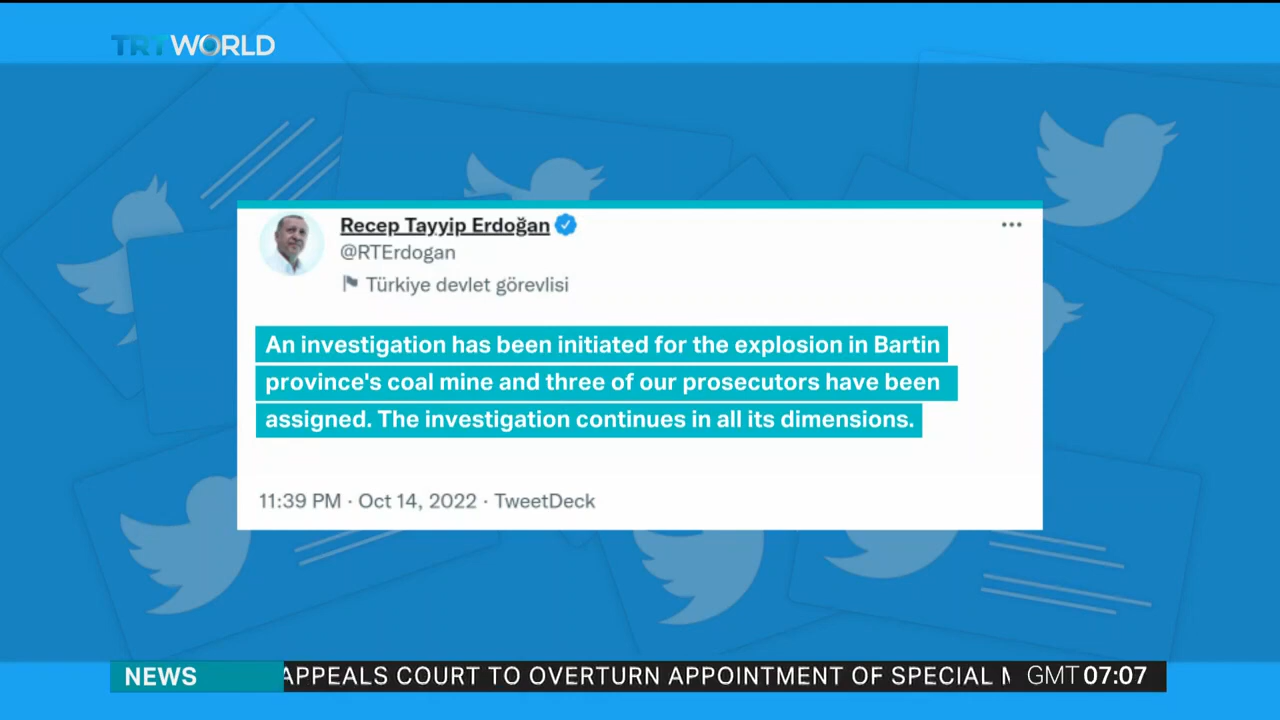 TRT WORLD
Recep Tayyip Erdoğan
@RTErdogan
Türkiye devlet görevlisi
An investigation has been initiated for the explosion in Bartin
province's coal mine and three of our prosecutors have been
assigned. The investigation continues in all its dimensions.
11:39 PM · Oct 14, 2022 · TweetDeck
NEWS APPEALS COURT TO OVERTURN APPOINTMENT OF SPECIAL GMT 07:07